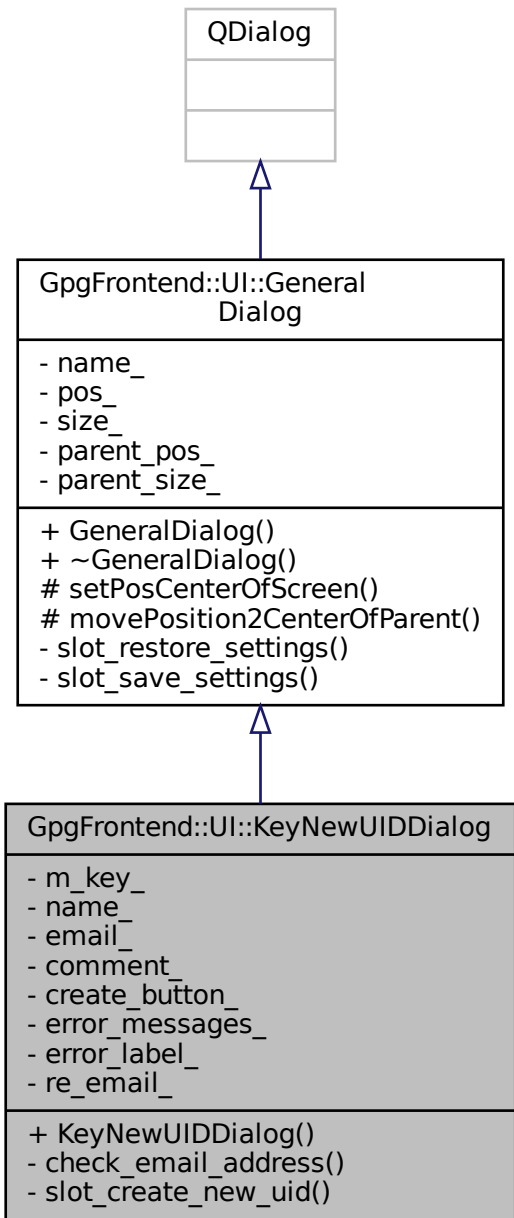 QDialog
GpgFrontend::UI::General
Dialog
- name_
- pos_
- size_
- parent_pos_
- parent_size_
+ GeneralDialog()
+ ~GeneralDialog()
# setPosCenterOfScreen()
# movePosition2CenterOfParent()
- slot_restore_settings()
- slot_save_settings()
GpgFrontend::UI::KeyNewUIDDialog
- m_key_
- name_
- email_
- comment_
- create_button_
- error_messages_
- error_label_
- re_email_
+ KeyNewUIDDialog()
- check_email_address()
- slot_create_new_uid()